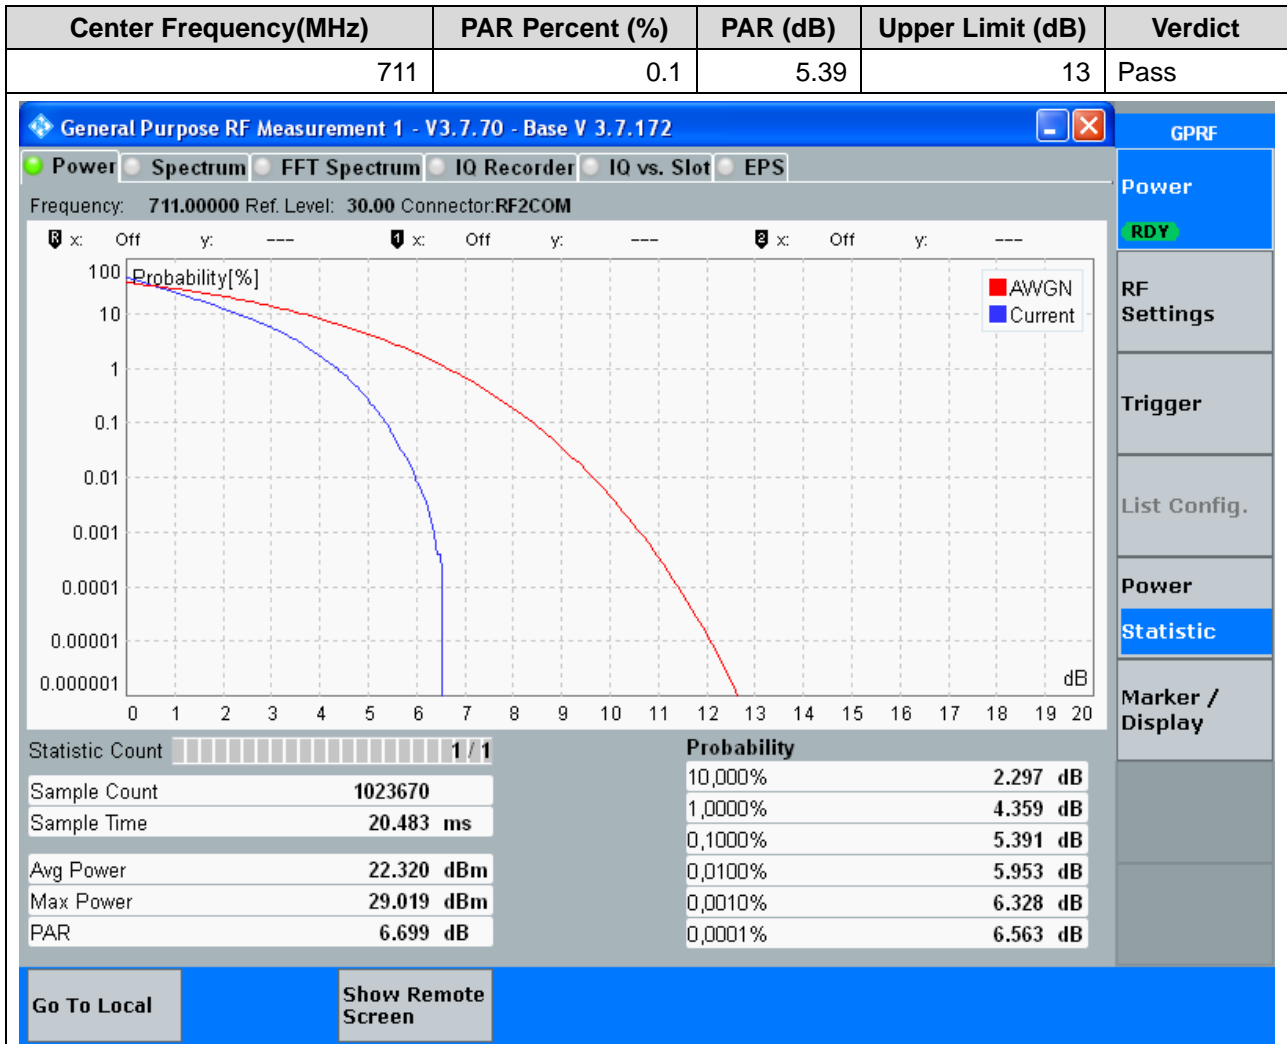 Center Frequency(MHz) PAR Percent (%) PAR (dB) Upper Limit (dB) Verdict
711 0.1 5.39 13 Pass
General Purpose RF Measurement 1 - V3.7.70 - Base V 3.7.172
GPRF
Power Spectrum FFT Spectrum IQ Recorder IQ vs. Slot EPS
Frequency: 711.00000 Ref. Level: 30.00 Connector:RF2COM
R x: Off y: --- 1 x: Off y: --- 2 x: Off y: ---
Probability[%]
100
10
1
0.1
0.01
0.001
0.0001
0.00001
0.000001
AWGN
Current
dB
0 1 2 3 4 5 6 7 8 9 10 11 12 13 14 15 16 17 18 19 20
Power
RDY
RF
Settings
Trigger
List Config.
Power
Statistic
Marker /
Display
Statistic Count 1 / 1
Sample Count 1023670
Sample Time 20.483 ms
Avg Power 22.320 dBm
Max Power 29.019 dBm
PAR 6.699 dB
Probability
10,000% 2.297 dB
1,0000% 4.359 dB
0,1000% 5.391 dB
0,0100% 5.953 dB
0,0010% 6.328 dB
0,0001% 6.563 dB
Go To Local
Show Remote
Screen